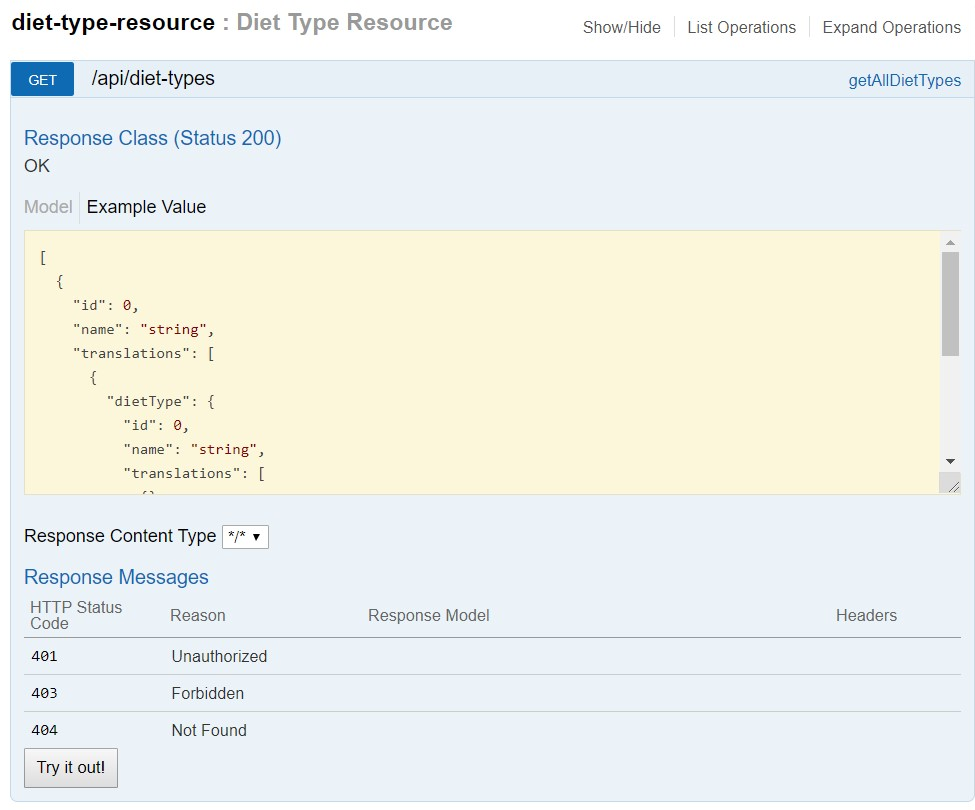 diet-type-resource : Diet Type Resource
Show/Hide
List Operations
Expand Operations
GET
/api/diet-types
getAllDietTypes
Response Class (Status 200)
OK
Model
Example Value
[
{
"id": 0,
"name": "string",
"translations": [
{
"dietType": {
"id": 0,
"name": "string",
"translations": [
{}
Response Content Type */*
Response Messages
HTTP Status Code
Reason
Response Model
Headers
401
Unauthorized
403
Forbidden
404
Not Found
Try it out!